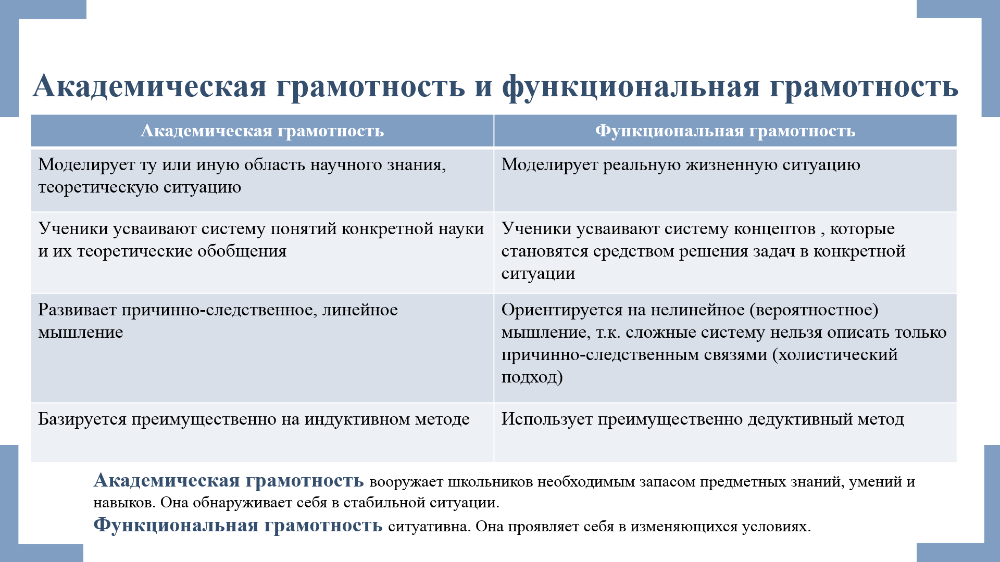 Академическая грамотность и функциональная грамотность
Академическая грамотность
Функциональная грамотность
Моделирует ту или иную область научного знания,
теоретическую ситуацию
Моделирует реальную жизненную ситуацию
Ученики усваивают систему понятий конкретной науки
и их теоретические обобщения
Ученики усваивают систему концептов , которые
становятся средством решения задач в конкретной
ситуации
Развивает причинно-следственное, линейное
мышление
Ориентируется на нелинейное (вероятностное)
мышление, т.к. сложные систему нельзя описать только
причинно-следственным связями (холистический
подход)
Базируется преимущественно на индуктивном методе
Использует преимущественно дедуктивный метод
Академическая грамотность вооружает школьников необходимым запасом предметных знаний, умений и
навыков. Она обнаруживает себя в стабильной ситуации.
Функциональная грамотность ситуативна. Она проявляет себя в изменяющихся условиях.